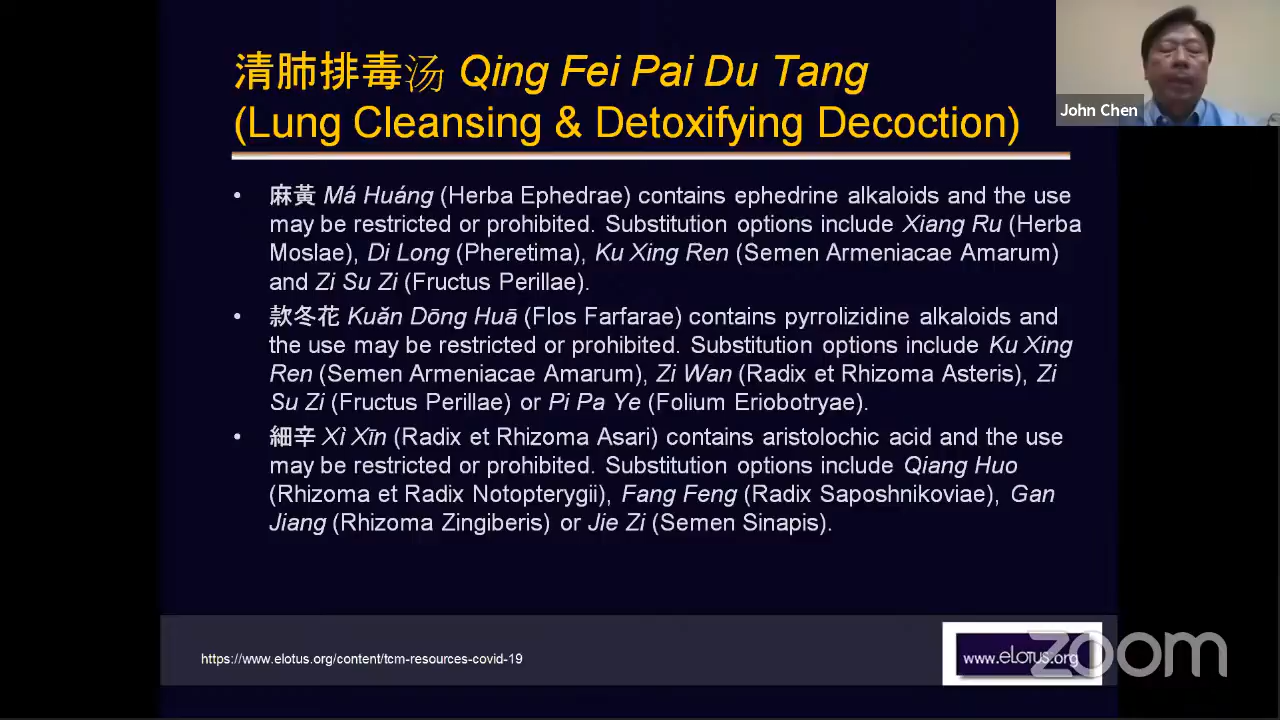 清肺排毒汤 Qing Fei Pai Du Tang
(Lung Cleansing & Detoxifying Decoction)
John Chen
• 麻黃 Má Huáng (Herba Ephedrae) contains ephedrine alkaloids and the use
may be restricted or prohibited. Substitution options include Xiang Ru (Herba
Moslae), Di Long (Pheretima), Ku Xing Ren (Semen Armeniacae Amarum)
and Zi Su Zi (Fructus Perillae).
• 款冬花 Kuǎn Dōng Huā (Flos Farfarae) contains pyrrolizidine alkaloids and
the use may be restricted or prohibited. Substitution options include Ku Xing
Ren (Semen Armeniacae Amarum), Zi Wan (Radix et Rhizoma Asteris), Zi
Su Zi (Fructus Perillae) or Pi Pa Ye (Folium Eriobotryae).
• 細辛 Xì Xīn (Radix et Rhizoma Asari) contains aristolochic acid and the use
may be restricted or prohibited. Substitution options include Qiang Huo
(Rhizoma et Radix Notopterygii), Fang Feng (Radix Saposhnikoviae), Gan
Jiang (Rhizoma Zingiberis) or Jie Zi (Semen Sinapis).
https://www.elotus.org/content/tcm-resources-covid-19
www.eLotus.org
zoom